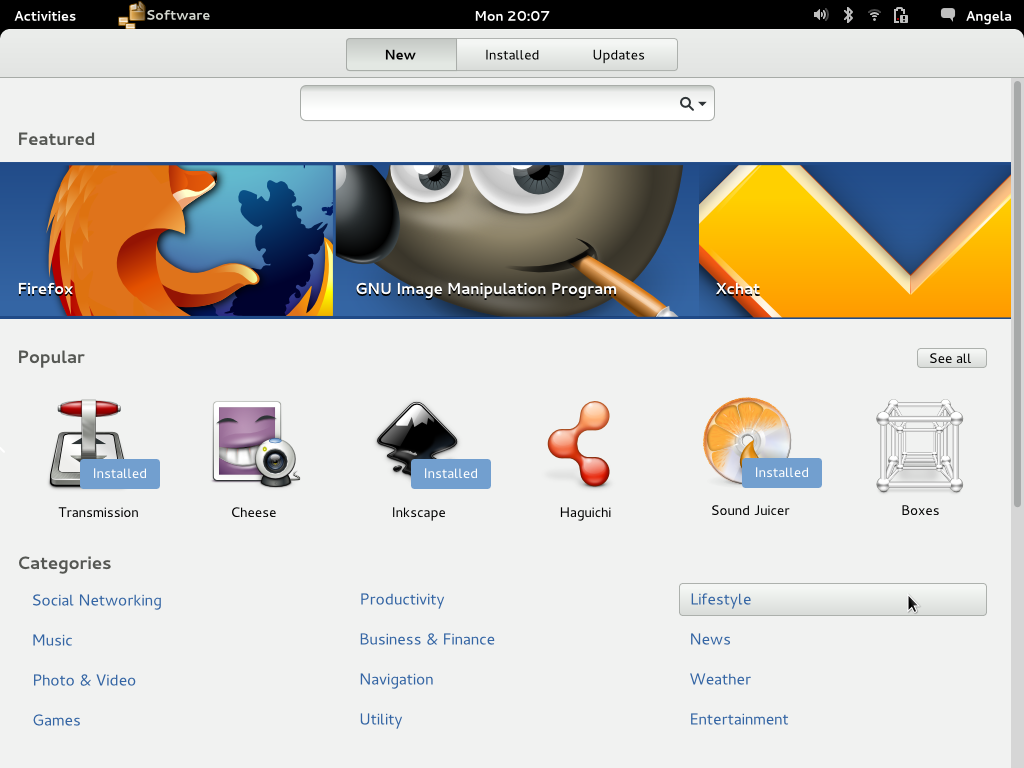 Activities Software Mon 20:07 Angela
New Installed Updates
Featured
Firefox GNU Image Manipulation Program Xchat
Popular See all
Installed Installed Installed
Transmission Cheese Inkscape Haguichi Sound Juicer Boxes
Categories
Social Networking Productivity Lifestyle
Music Business & Finance News
Photo & Video Navigation Weather
Games Utility Entertainment